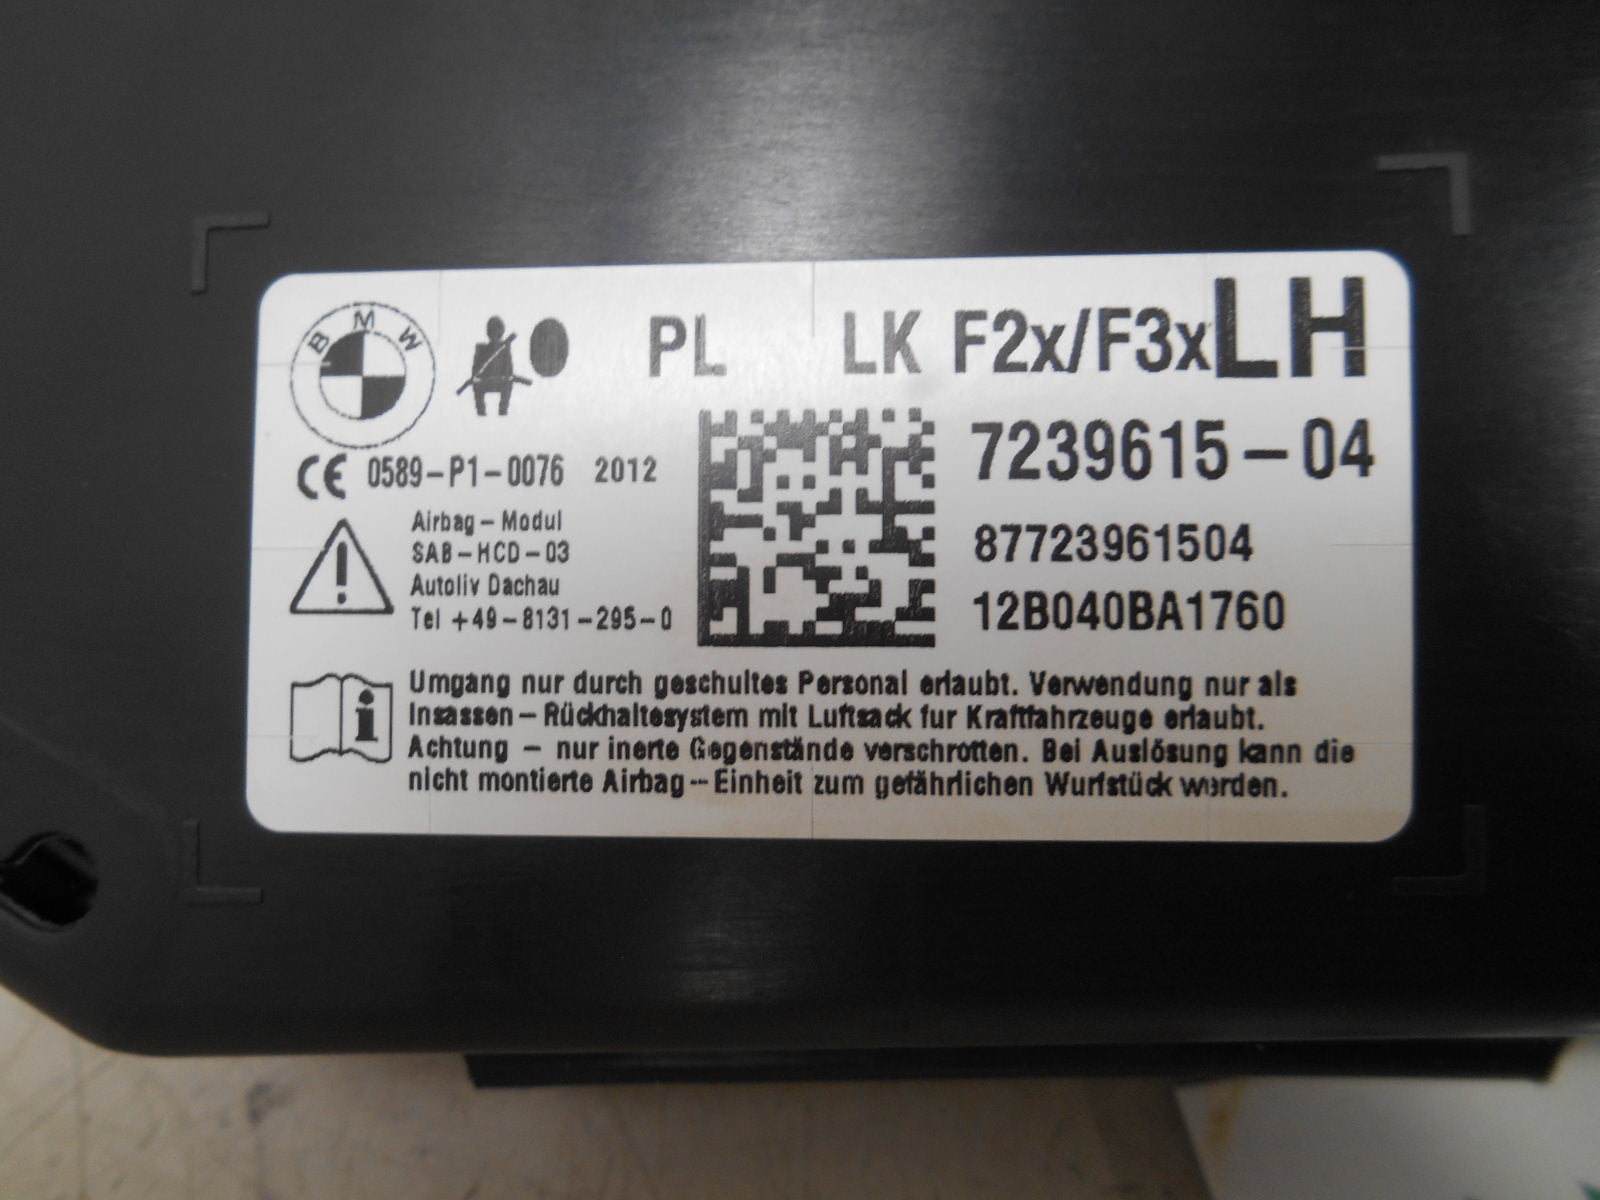 BMW
PL LK F2x/F3x LH
7239615-04
CE 0589-P1-0076 2012
87723961504
12B040BA1760
Airbag-Modul
SAB-HCD-03
Autoliv Dachau
Tel +49-8131-295-0
Umgang nur durch geschultes Personal erlaubt. Verwendung nur als
Insassen-Rückhaltesystem mit Luftsack fur Kraftfahrzeuge erlaubt.
Achtung - nur inerte Gegenstände verschrotten. Bei Auslösung kann die
nicht montierte Airbag-Einheit zum gefährlichen Wurfstück werden.